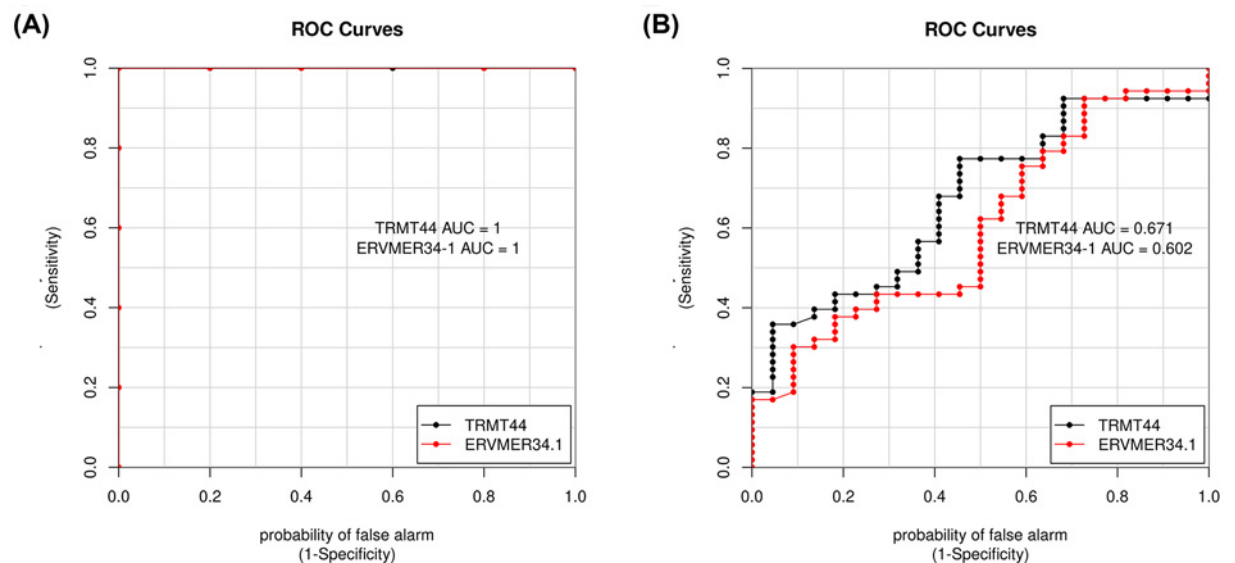 (A)
ROC Curves
1.0
0.8
0.6
0.4
0.2
0.0
(Sensitivity)
TRMT44 AUC = 1
ERVMER34-1 AUC = 1
TRMT44
ERVMER34.1
0.0 0.2 0.4 0.6 0.8 1.0
probability of false alarm
(1-Specificity)
(B)
ROC Curves
1.0
0.8
0.6
0.4
0.2
0.0
(Sensitivity)
TRMT44 AUC = 0.671
ERVMER34-1 AUC = 0.602
TRMT44
ERVMER34.1
0.0 0.2 0.4 0.6 0.8 1.0
probability of false alarm
(1-Specificity)